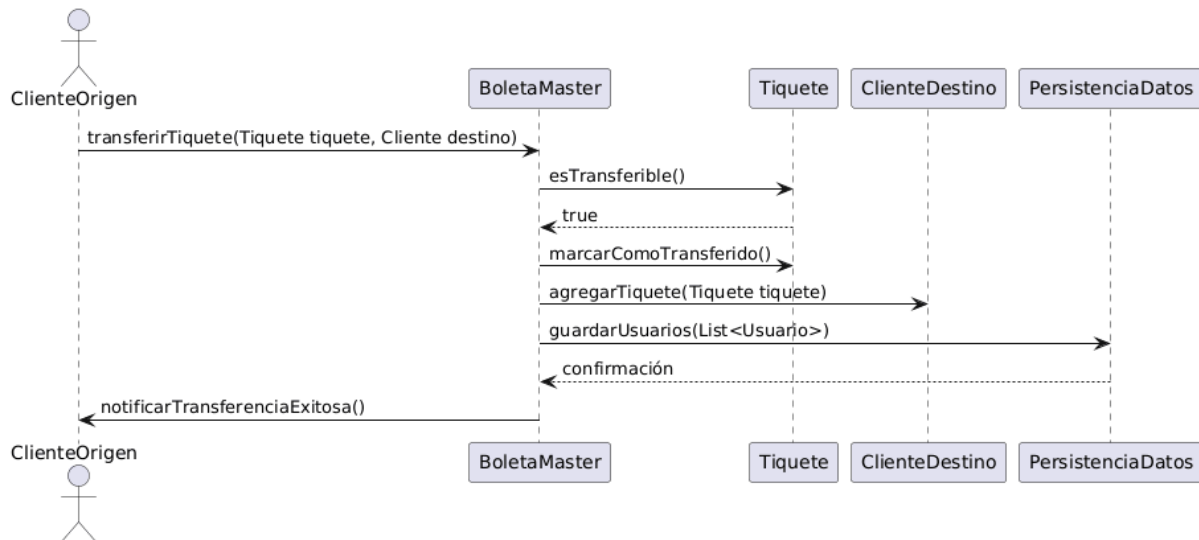 ClienteOrigen
BoletaMaster
Tiquete
ClienteDestino
PersistenciaDatos
transferirTiquete(Tiquete tiquete, Cliente destino)
esTransferible()
true
marcarComoTransferido()
agregarTiquete(Tiquete tiquete)
guardarUsuarios(List<Usuario>)
confirmación
notificarTransferenciaExitosa()
ClienteOrigen
BoletaMaster
Tiquete
ClienteDestino
PersistenciaDatos